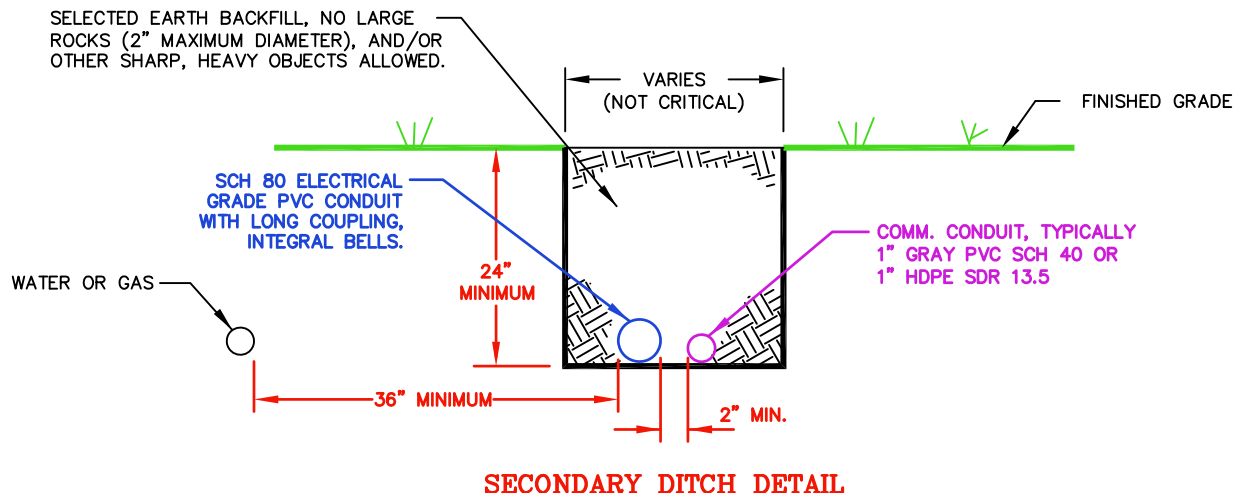 SELECTED EARTH BACKFILL, NO LARGE
ROCKS (2" MAXIMUM DIAMETER), AND/OR
OTHER SHARP, HEAVY OBJECTS ALLOWED.
VARIES
(NOT CRITICAL)
FINISHED GRADE
SCH 80 ELECTRICAL
GRADE PVC CONDUIT
WITH LONG COUPLING,
INTEGRAL BELLS.
COMM. CONDUIT, TYPICALLY
1" GRAY PVC SCH 40 OR
1" HDPE SDR 13.5
24"
MINIMUM
WATER OR GAS
36" MINIMUM
2" MIN.
SECONDARY DITCH DETAIL